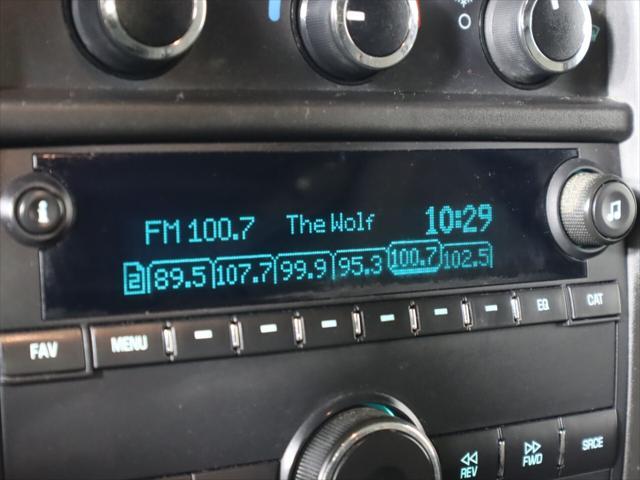 FM 100.7 The Wolf 10:29
2 89.5 107.7 99.9 95.3 100.7 102.5
FAV MENU EQ CAT
REV FWD SRCE